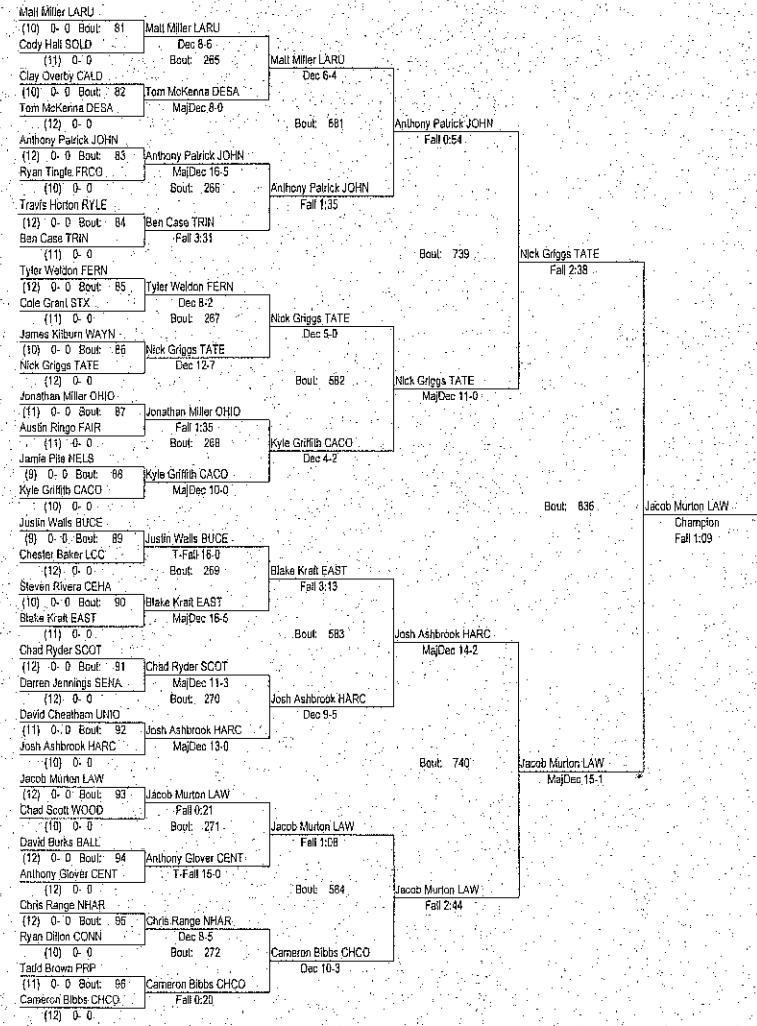 Matt Miller LARU
(10) 0- 0 Bout: 81 Matt Miller LARU
Cody Hall SOLD Dec 8-6
(11) 0- 0 Bout: 265 Matt Miller LARU
Clay Overby CALD Dec 6-4
(10) 0- 0 Bout: 82 Tom McKenna DESA
Tom McKenna DESA MajDec 8-0
(12) 0- 0 Bout: 581 Anthony Patrick JOHN
Anthony Patrick JOHN Fall 0:54
(12) 0- 0 Bout: 83 Anthony Patrick JOHN
Ryan Tingle FRCO MajDec 16-5
(10) 0- 0 Bout: 266 Anthony Patrick JOHN
Travis Horton RYLE Fall 1:35
(12) 0- 0 Bout: 84 Ben Case TRIN
Ben Case TRIN Fall 3:31
(11) 0- 0 Bout: 739 Nick Griggs TATE
Tyler Weldon FERN Fall 2:38
(12) 0- 0 Bout: 85 Tyler Weldon FERN
Cole Grant STX Dec 8-2
(11) 0- 0 Bout: 267 Nick Griggs TATE
James Kilburn WAYN Dec 5-0
(10) 0- 0 Bout: 86 Nick Griggs TATE
Nick Griggs TATE Dec 12-7
(12) 0- 0 Bout: 582 Nick Griggs TATE
Jonathan Miller OHIO MajDec 11-0
(11) 0- 0 Bout: 87 Jonathan Miller OHIO
Austin Ringo FAIR Fall 1:35
(11) 0- 0 Bout: 268 Kyle Griffith CACO
Jamie Pile NELS Dec 4-2
(9) 0- 0 Bout: 88 Kyle Griffith CACO
Kyle Griffith CACO MajDec 10-0
(10) 0- 0 Bout: 836 Jacob Murton LAW
Justin Walls BUCE Champion
(9) 0- 0 Bout: 89 Justin Walls BUCE Fall 1:09
Chester Baker LCC T-Fall 16-0
(12) 0- 0 Bout: 269 Blake Kraft EAST
Steven Rivera CEHA Fall 3:13
(10) 0- 0 Bout: 90 Blake Kraft EAST
Blake Kraft EAST MajDec 16-5
(11) 0- 0 Bout: 583 Josh Ashbrook HARC
Chad Ryder SCOT MajDec 14-2
(12) 0- 0 Bout: 91 Chad Ryder SCOT
Darren Jennings SENA MajDec 11-3
(12) 0- 0 Bout: 270 Josh Ashbrook HARC
David Cheatham UNIO Dec 9-5
(11) 0- 0 Bout: 92 Josh Ashbrook HARC
Josh Ashbrook HARC MajDec 13-0
(10) 0- 0 Bout: 740 Jacob Murton LAW
Jacob Murton LAW MajDec 15-1
(12) 0- 0 Bout: 93 Jacob Murton LAW
Chad Scott WOOD Fall 0:21
(10) 0- 0 Bout: 271 Jacob Murton LAW
David Burks BALL Fall 1:08
(12) 0- 0 Bout: 94 Anthony Glover CENT
Anthony Glover CENT T-Fall 15-0
(12) 0- 0 Bout: 584 Jacob Murton LAW
Chris Range NHAR Fall 2:44
(12) 0- 0 Bout: 95 Chris Range NHAR
Ryan Dillon CONN Dec 8-5
(10) 0- 0 Bout: 272 Cameron Bibbs CHCO
Tadd Brown PRP Dec 10-3
(11) 0- 0 Bout: 96 Cameron Bibbs CHCO
Cameron Bibbs CHCO Fall 0:20
(12) 0- 0